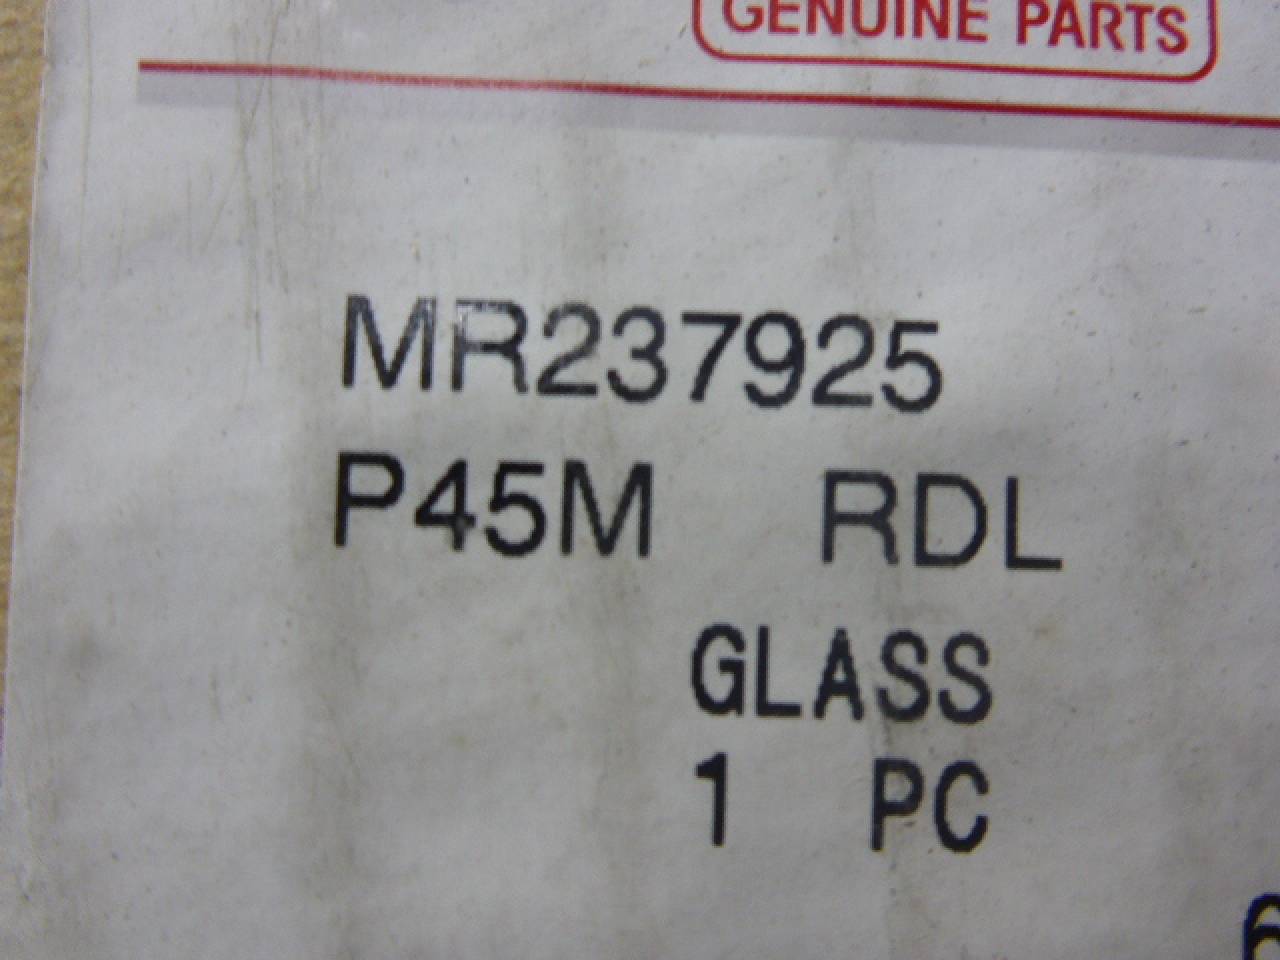 GENUINE PARTS
MR237925
P45M RDL
GLASS
1 PC